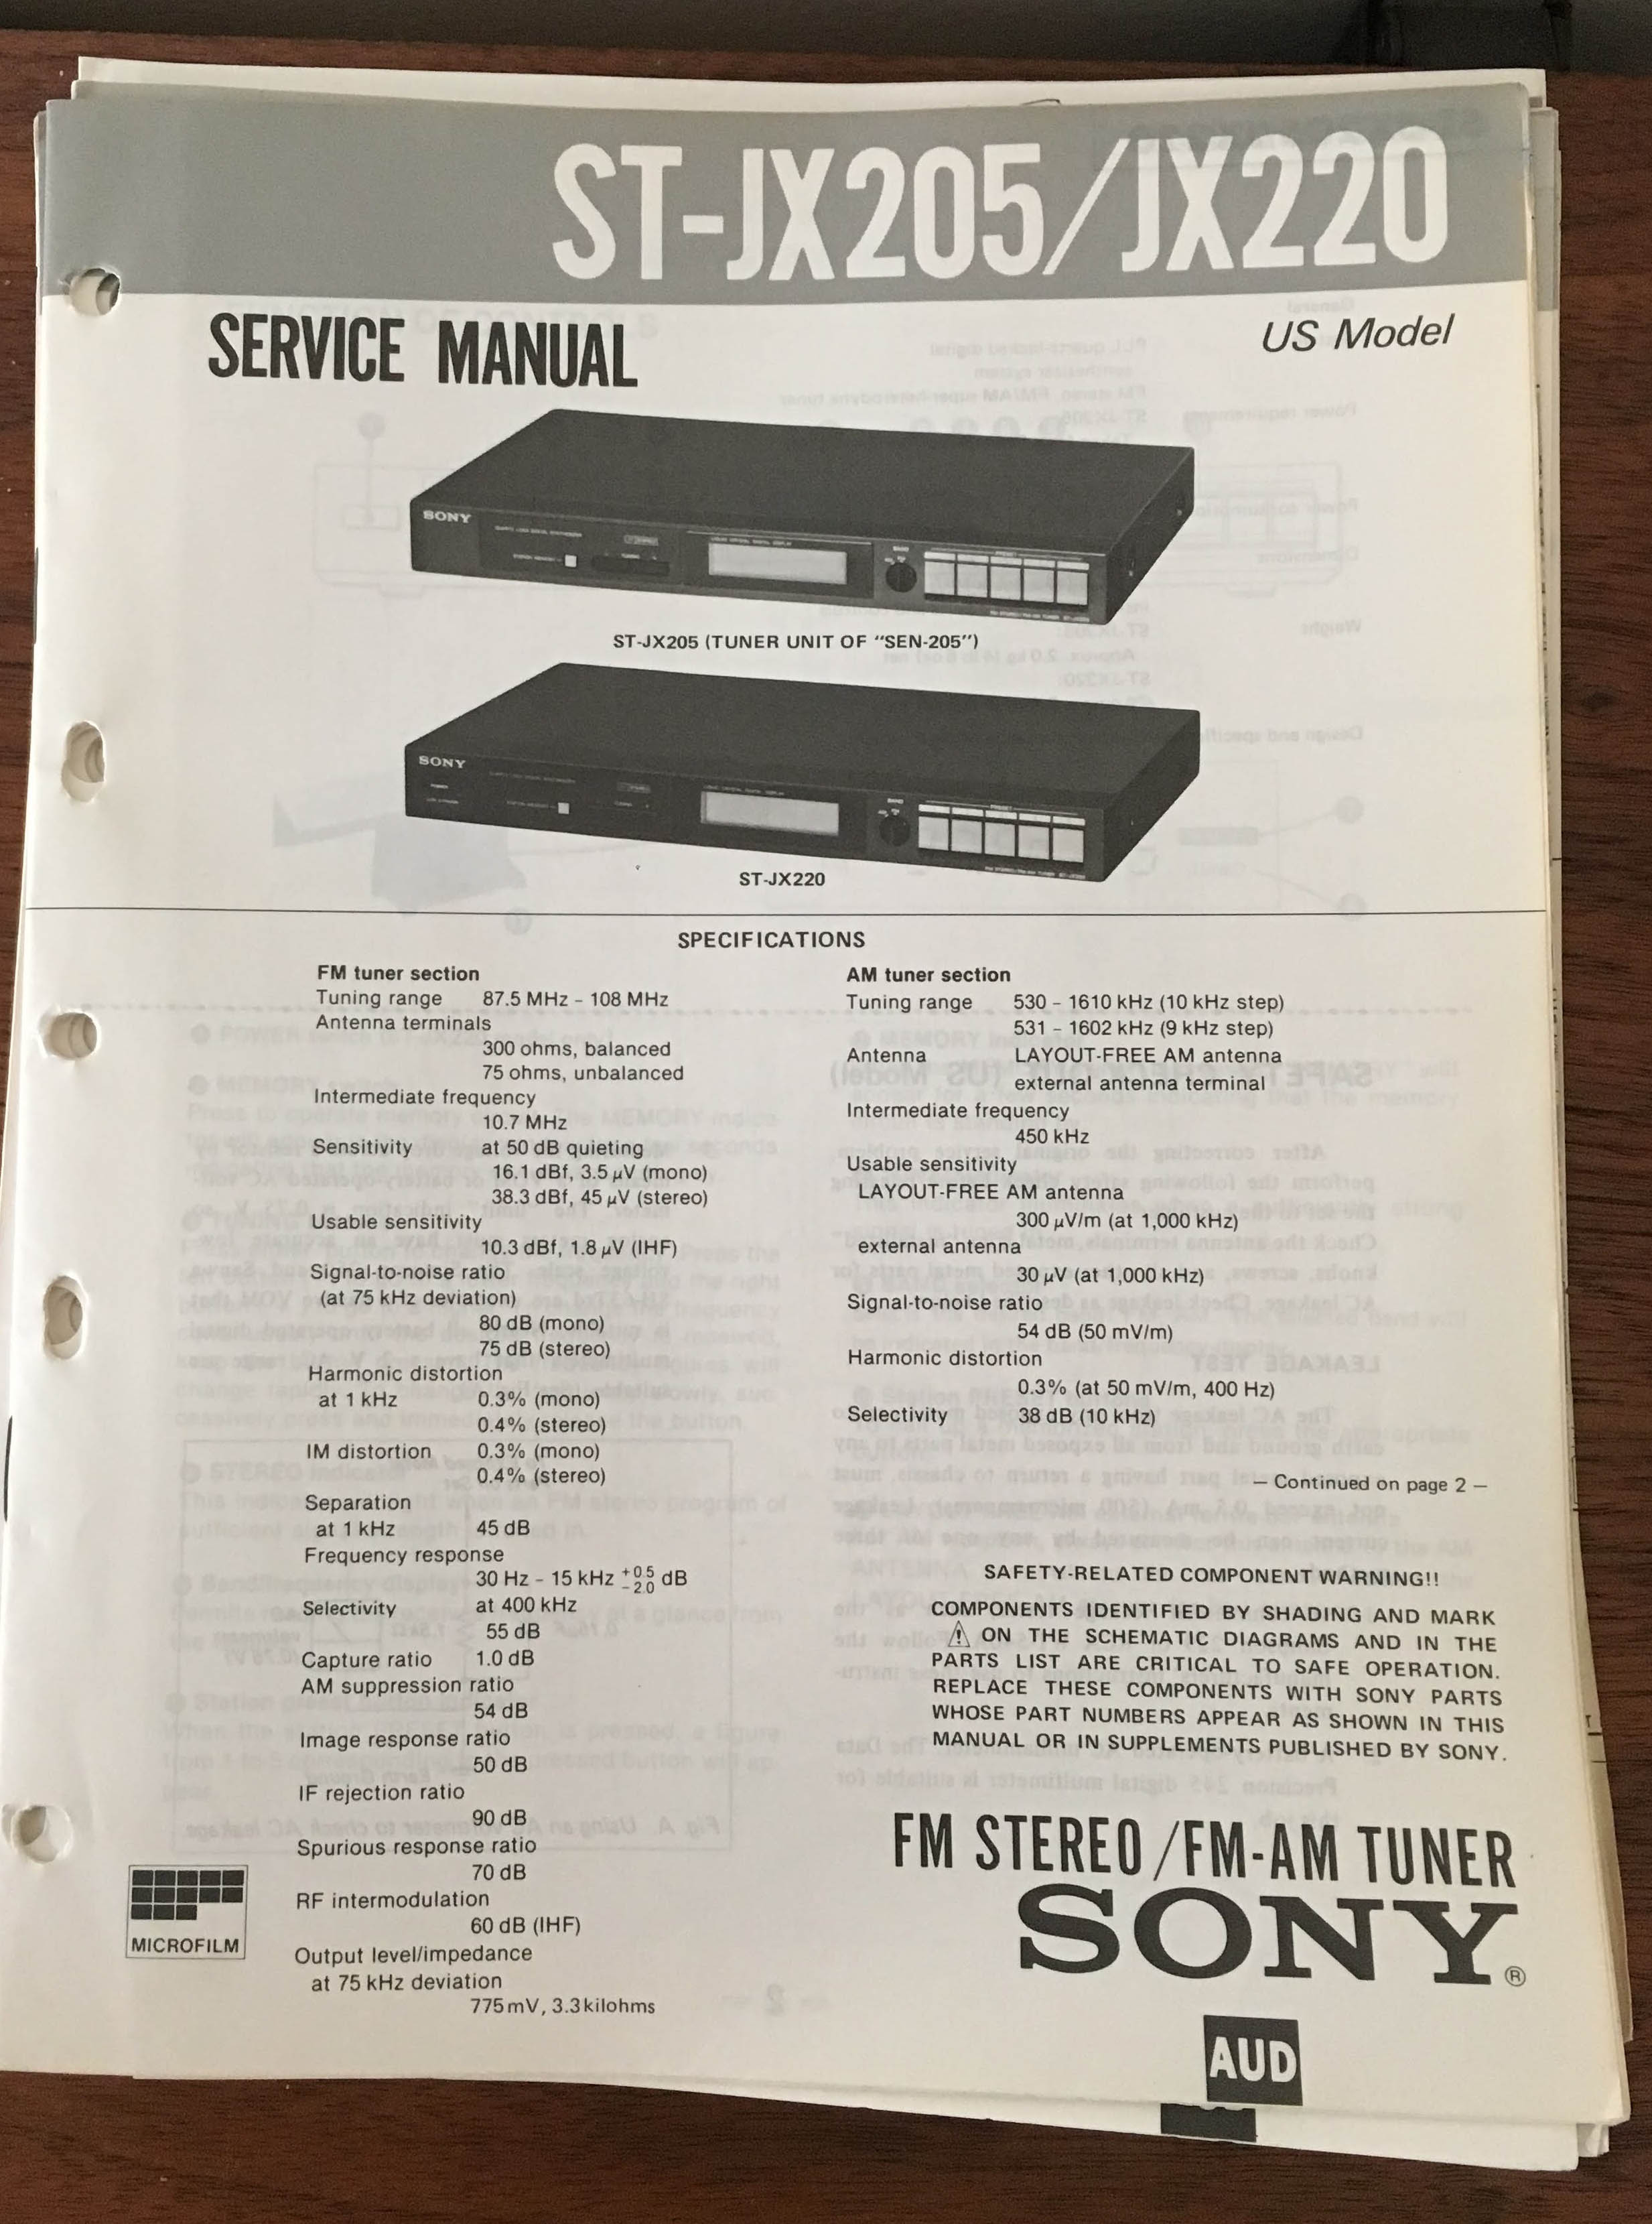 ST-JX205/JX220
SERVICE MANUAL
US Model
SONY
ST-JX205 (TUNER UNIT OF "SEN-205")
SONY
ST-JX220
SPECIFICATIONS
FM tuner section
Tuning range 87.5 MHz – 108 MHz
Antenna terminals
300 ohms, balanced
75 ohms, unbalanced
Intermediate frequency
10.7 MHz
Sensitivity at 50 dB quieting
16.1 dBf, 3.5 µV (mono)
38.3 dBf, 45 µV (stereo)
Usable sensitivity
10.3 dBf, 1.8 µV (IHF)
Signal-to-noise ratio
(at 75 kHz deviation)
80 dB (mono)
75 dB (stereo)
Harmonic distortion
at 1 kHz 0.3% (mono)
0.4% (stereo)
IM distortion 0.3% (mono)
0.4% (stereo)
Separation
at 1 kHz 45 dB
Frequency response
30 Hz – 15 kHz +0.5 −2.0 dB
Selectivity at 400 kHz
55 dB
Capture ratio 1.0 dB
AM suppression ratio
54 dB
Image response ratio
50 dB
IF rejection ratio
90 dB
Spurious response ratio
70 dB
RF intermodulation
60 dB (IHF)
Output level/impedance
at 75 kHz deviation
775 mV, 3.3 kilohms
MICROFILM
AM tuner section
Tuning range 530 – 1610 kHz (10 kHz step)
531 – 1602 kHz (9 kHz step)
Antenna LAYOUT-FREE AM antenna
external antenna terminal
Intermediate frequency
450 kHz
Usable sensitivity
LAYOUT-FREE AM antenna
300 µV/m (at 1,000 kHz)
external antenna
30 µV (at 1,000 kHz)
Signal-to-noise ratio
54 dB (50 mV/m)
Harmonic distortion
0.3% (at 50 mV/m, 400 Hz)
Selectivity 38 dB (10 kHz)
— Continued on page 2 —
SAFETY-RELATED COMPONENT WARNING!!
COMPONENTS IDENTIFIED BY SHADING AND MARK
⚠ ON THE SCHEMATIC DIAGRAMS AND IN THE
PARTS LIST ARE CRITICAL TO SAFE OPERATION.
REPLACE THESE COMPONENTS WITH SONY PARTS
WHOSE PART NUMBERS APPEAR AS SHOWN IN THIS
MANUAL OR IN SUPPLEMENTS PUBLISHED BY SONY.
FM STEREO/FM-AM TUNER
SONY®
AUD